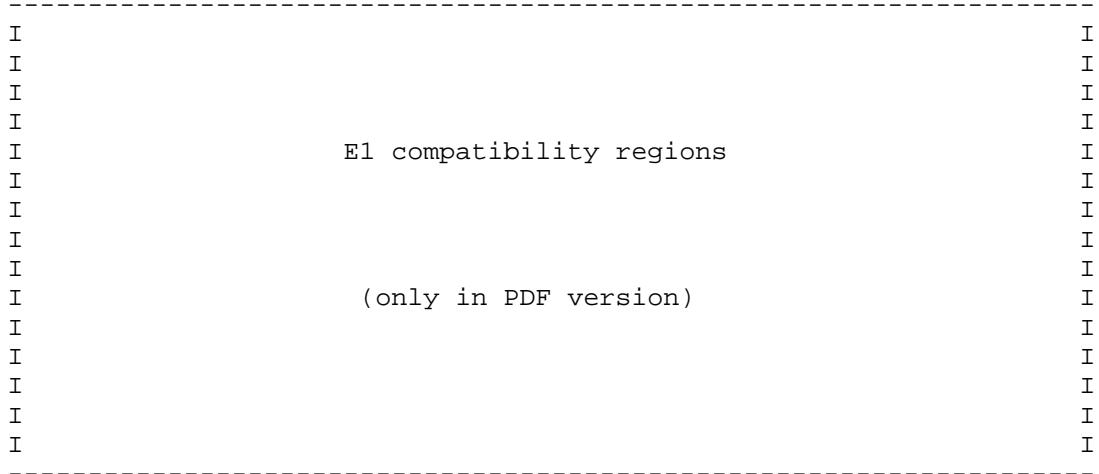 --------------------------------------------------------------------
I                                                                  I
I                                                                  I
I                                                                  I
I                                                                  I
I                    E1 compatibility regions                      I
I                                                                  I
I                                                                  I
I                                                                  I
I                                                                  I
I                     (only in PDF version)                        I
I                                                                  I
I                                                                  I
I                                                                  I
I                                                                  I
I                                                                  I
--------------------------------------------------------------------